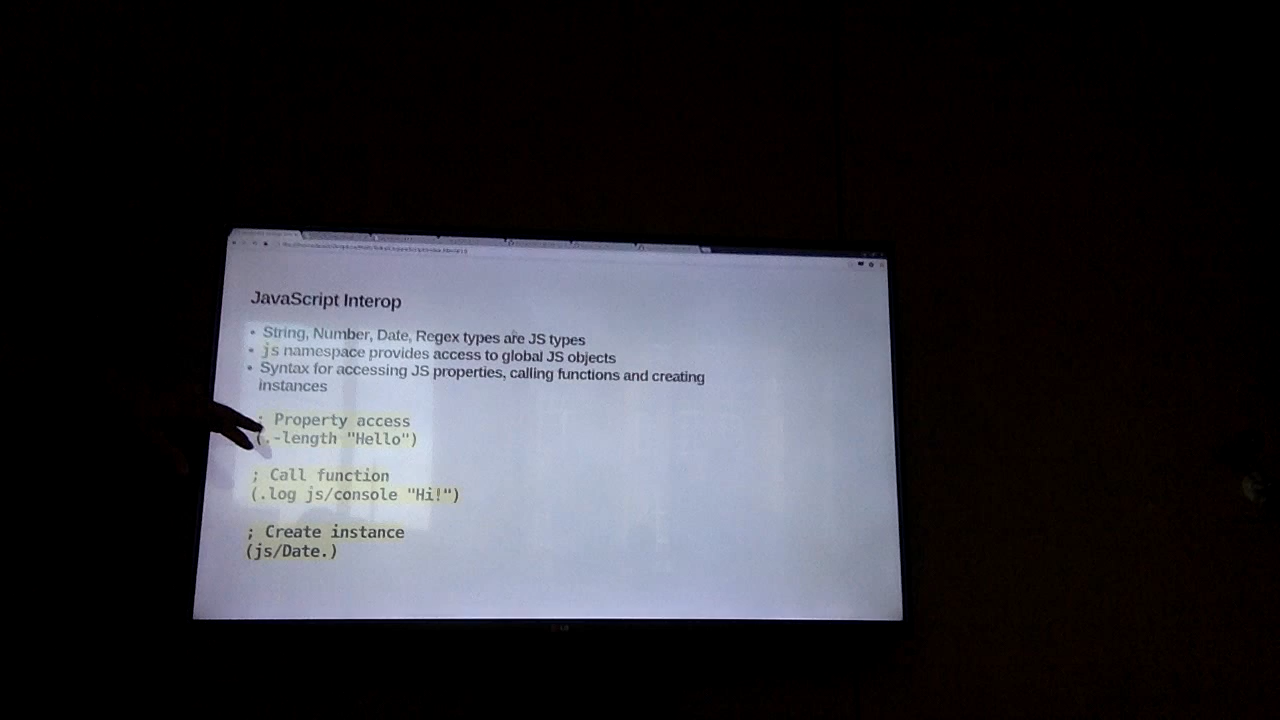 JavaScript Interop
• String, Number, Date, Regex types are JS types
• js namespace provides access to global JS objects
• Syntax for accessing JS properties, calling functions and creating
instances
; Property access
(.-length "Hello")
; Call function
(.log js/console "Hi!")
; Create instance
(js/Date.)
LG